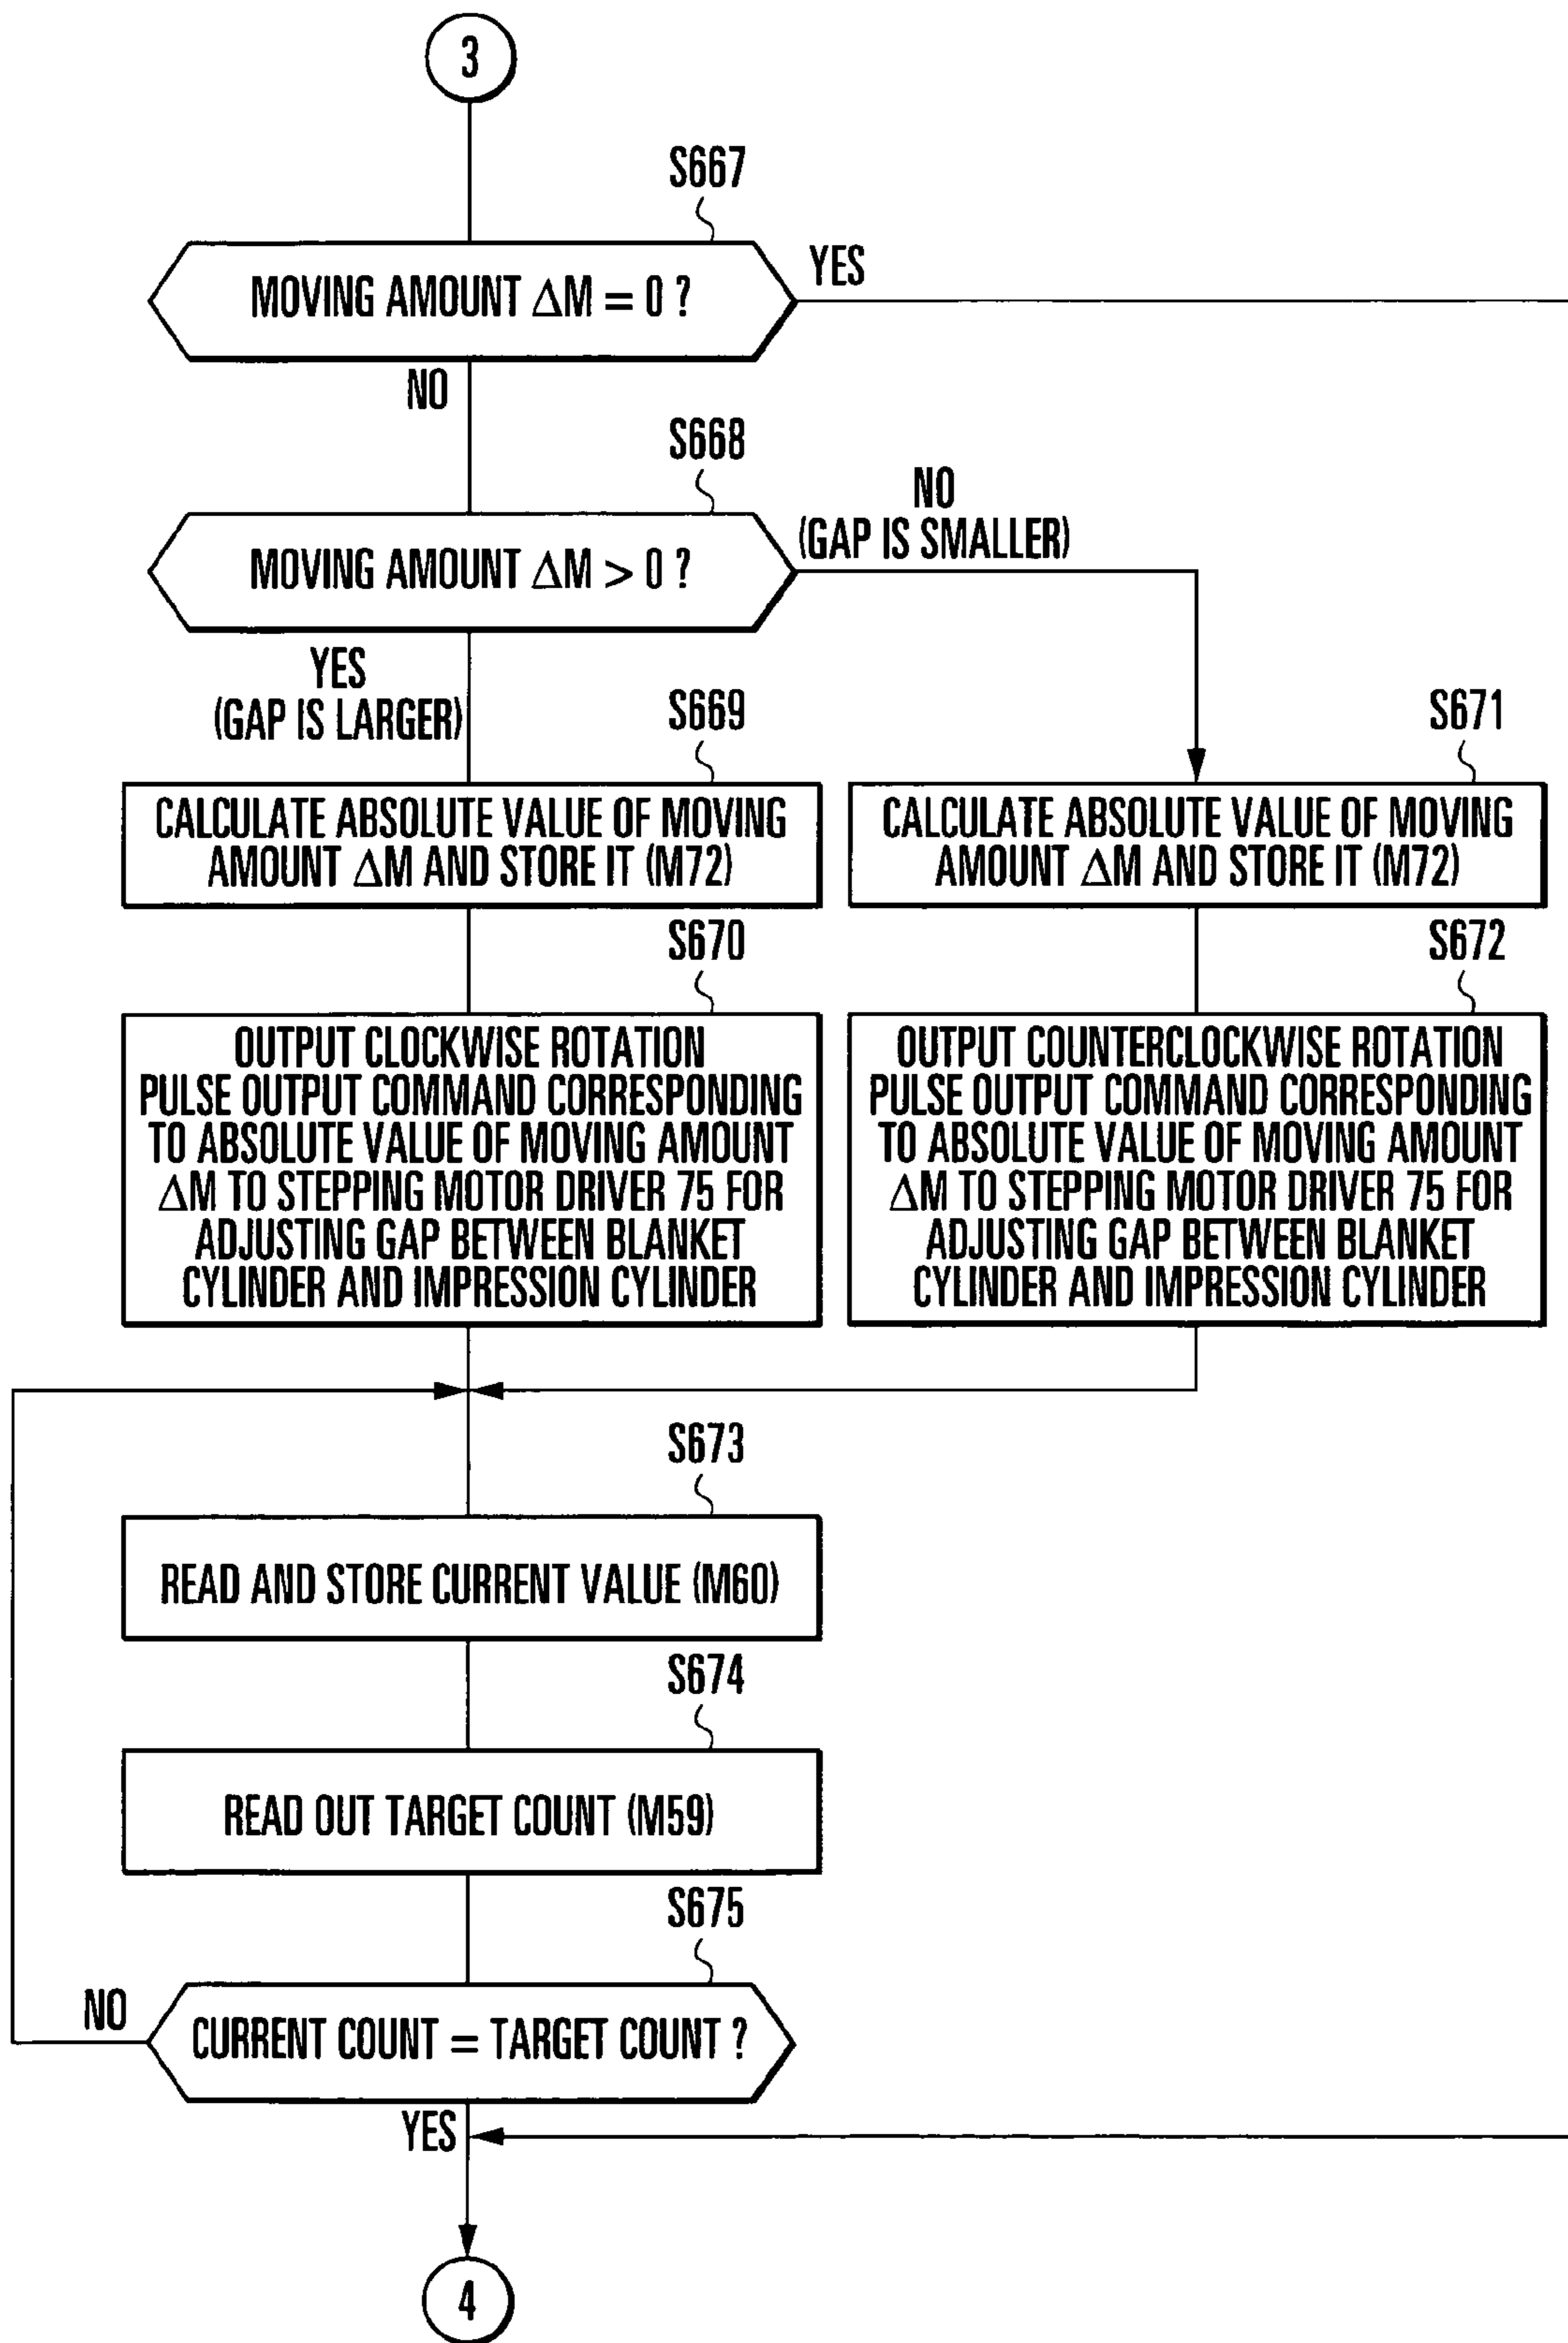 3
S667
MOVING AMOUNT ΔM = 0 ?
YES
NO
S668
MOVING AMOUNT ΔM > 0 ?
NO
(GAP IS SMALLER)
YES
(GAP IS LARGER)
S669
CALCULATE ABSOLUTE VALUE OF MOVING
AMOUNT ΔM AND STORE IT (M72)
S671
CALCULATE ABSOLUTE VALUE OF MOVING
AMOUNT ΔM AND STORE IT (M72)
S670
OUTPUT CLOCKWISE ROTATION
PULSE OUTPUT COMMAND CORRESPONDING
TO ABSOLUTE VALUE OF MOVING AMOUNT
ΔM TO STEPPING MOTOR DRIVER 75 FOR
ADJUSTING GAP BETWEEN BLANKET
CYLINDER AND IMPRESSION CYLINDER
S672
OUTPUT COUNTERCLOCKWISE ROTATION
PULSE OUTPUT COMMAND CORRESPONDING
TO ABSOLUTE VALUE OF MOVING AMOUNT
ΔM TO STEPPING MOTOR DRIVER 75 FOR
ADJUSTING GAP BETWEEN BLANKET
CYLINDER AND IMPRESSION CYLINDER
S673
READ AND STORE CURRENT VALUE (M60)
S674
READ OUT TARGET COUNT (M59)
S675
NO
CURRENT COUNT = TARGET COUNT ?
YES
4